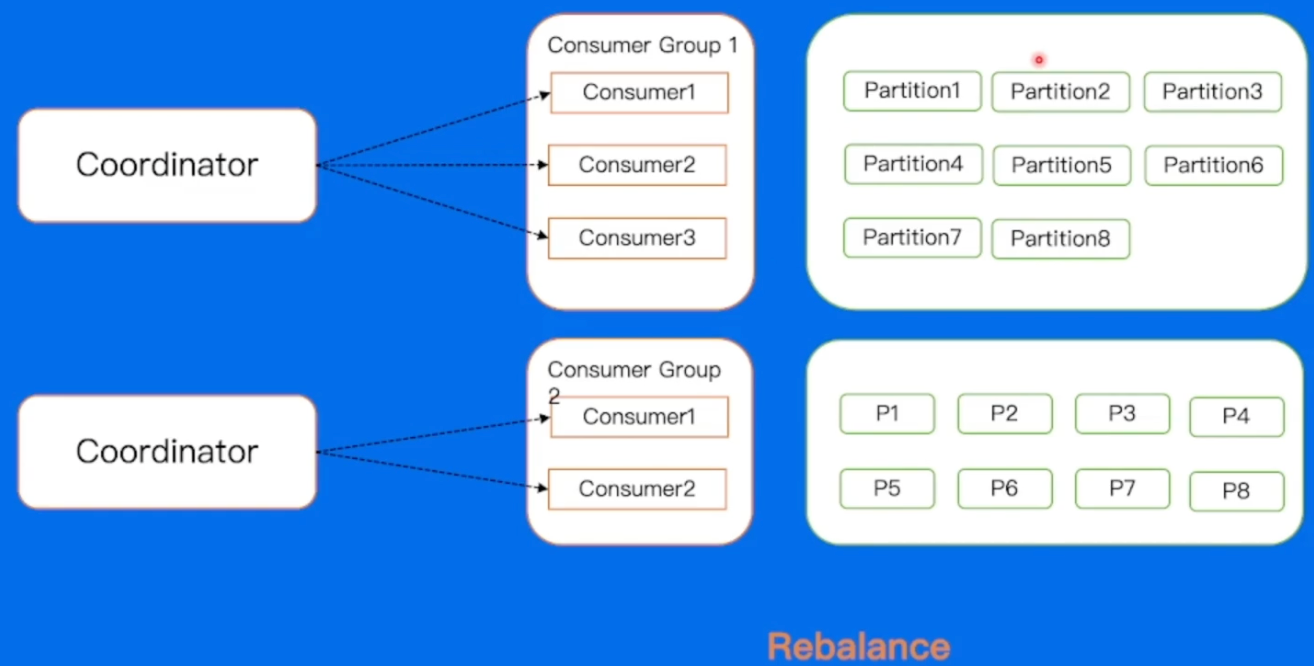 Coordinator
Consumer Group 1
Consumer1
Consumer2
Consumer3
Partition1 Partition2 Partition3
Partition4 Partition5 Partition6
Partition7 Partition8
Coordinator
Consumer Group
2
Consumer1
Consumer2
P1 P2 P3 P4
P5 P6 P7 P8
Rebalance